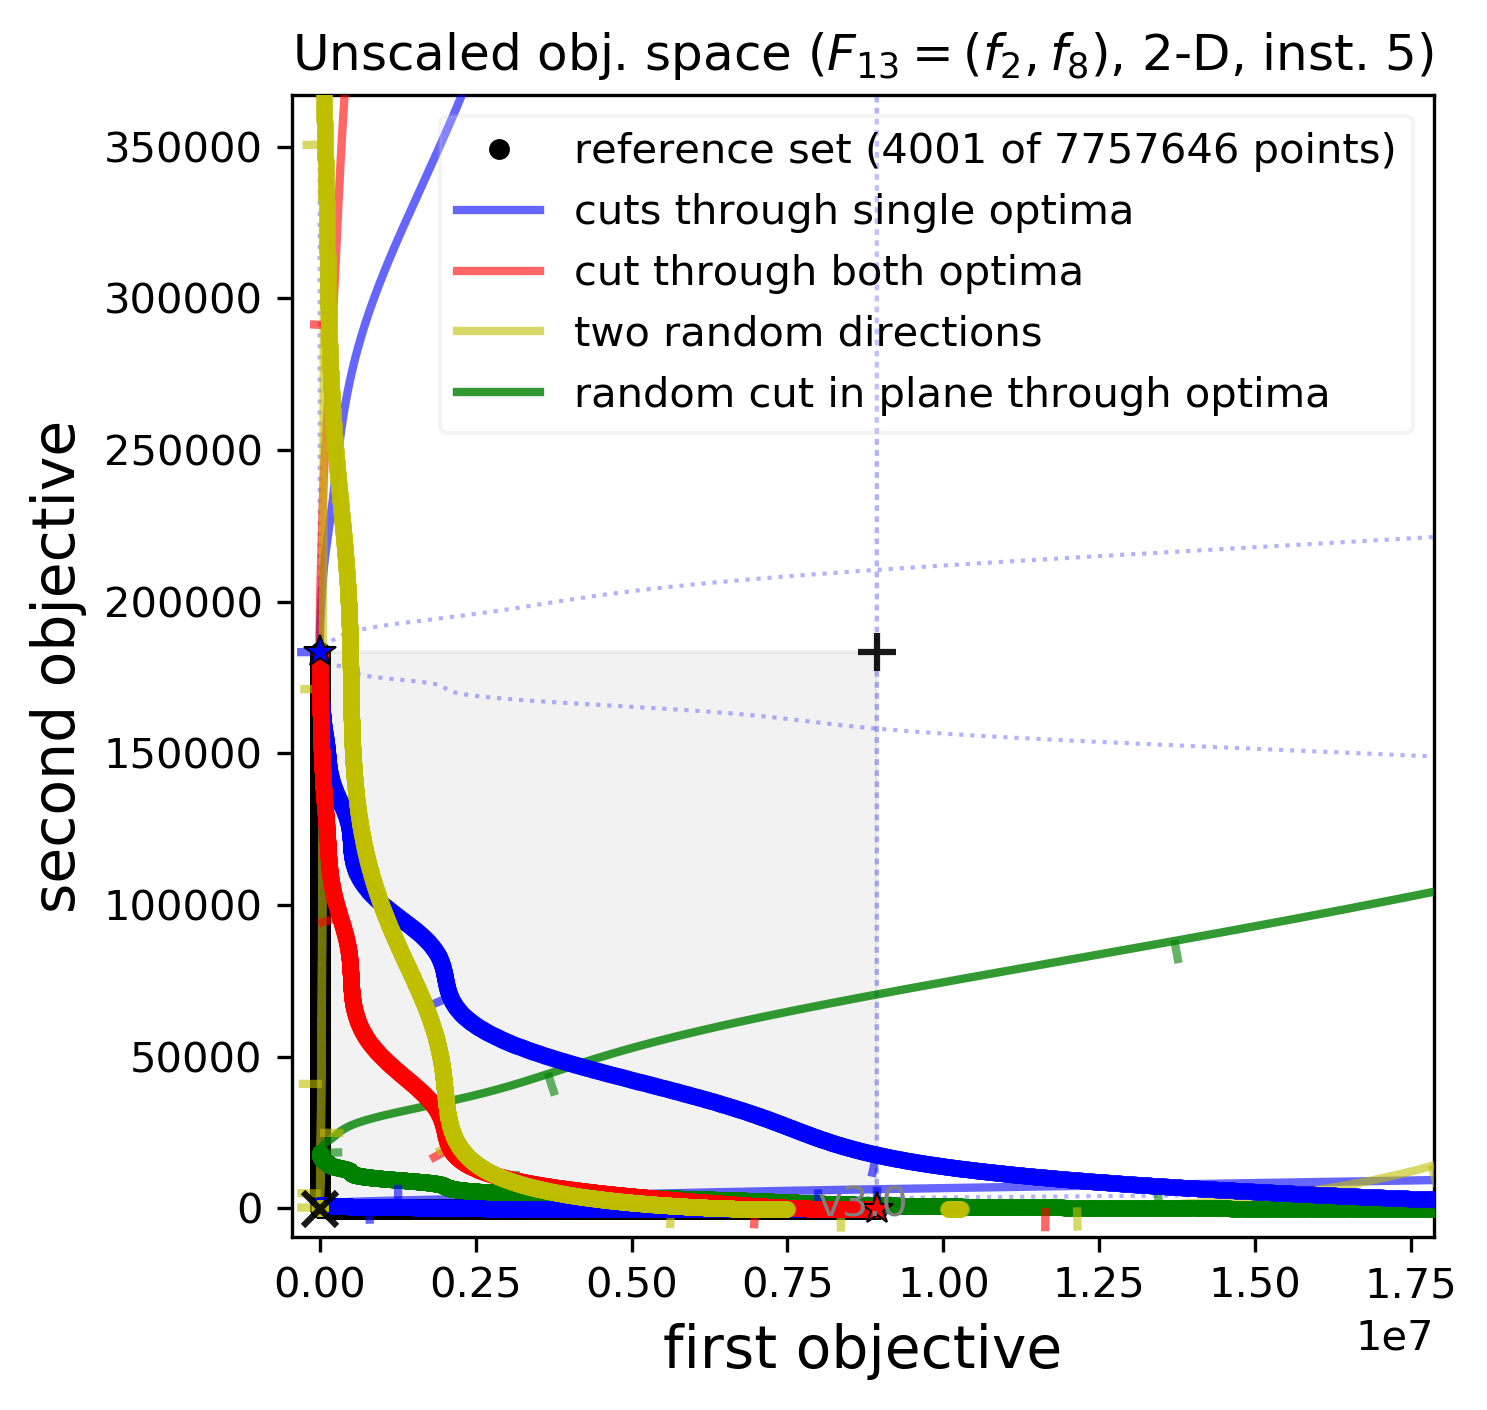 Unscaled obj. space (F13 = (f2, f8), 2-D, inst. 5)
reference set (4001 of 7757646 points)
cuts through single optima
cut through both optima
two random directions
random cut in plane through optima
second objective
350000
300000
250000
200000
150000
100000
50000
0
v3.0
0.00 0.25 0.50 0.75 1.00 1.25 1.50 1.75
1e7
first objective